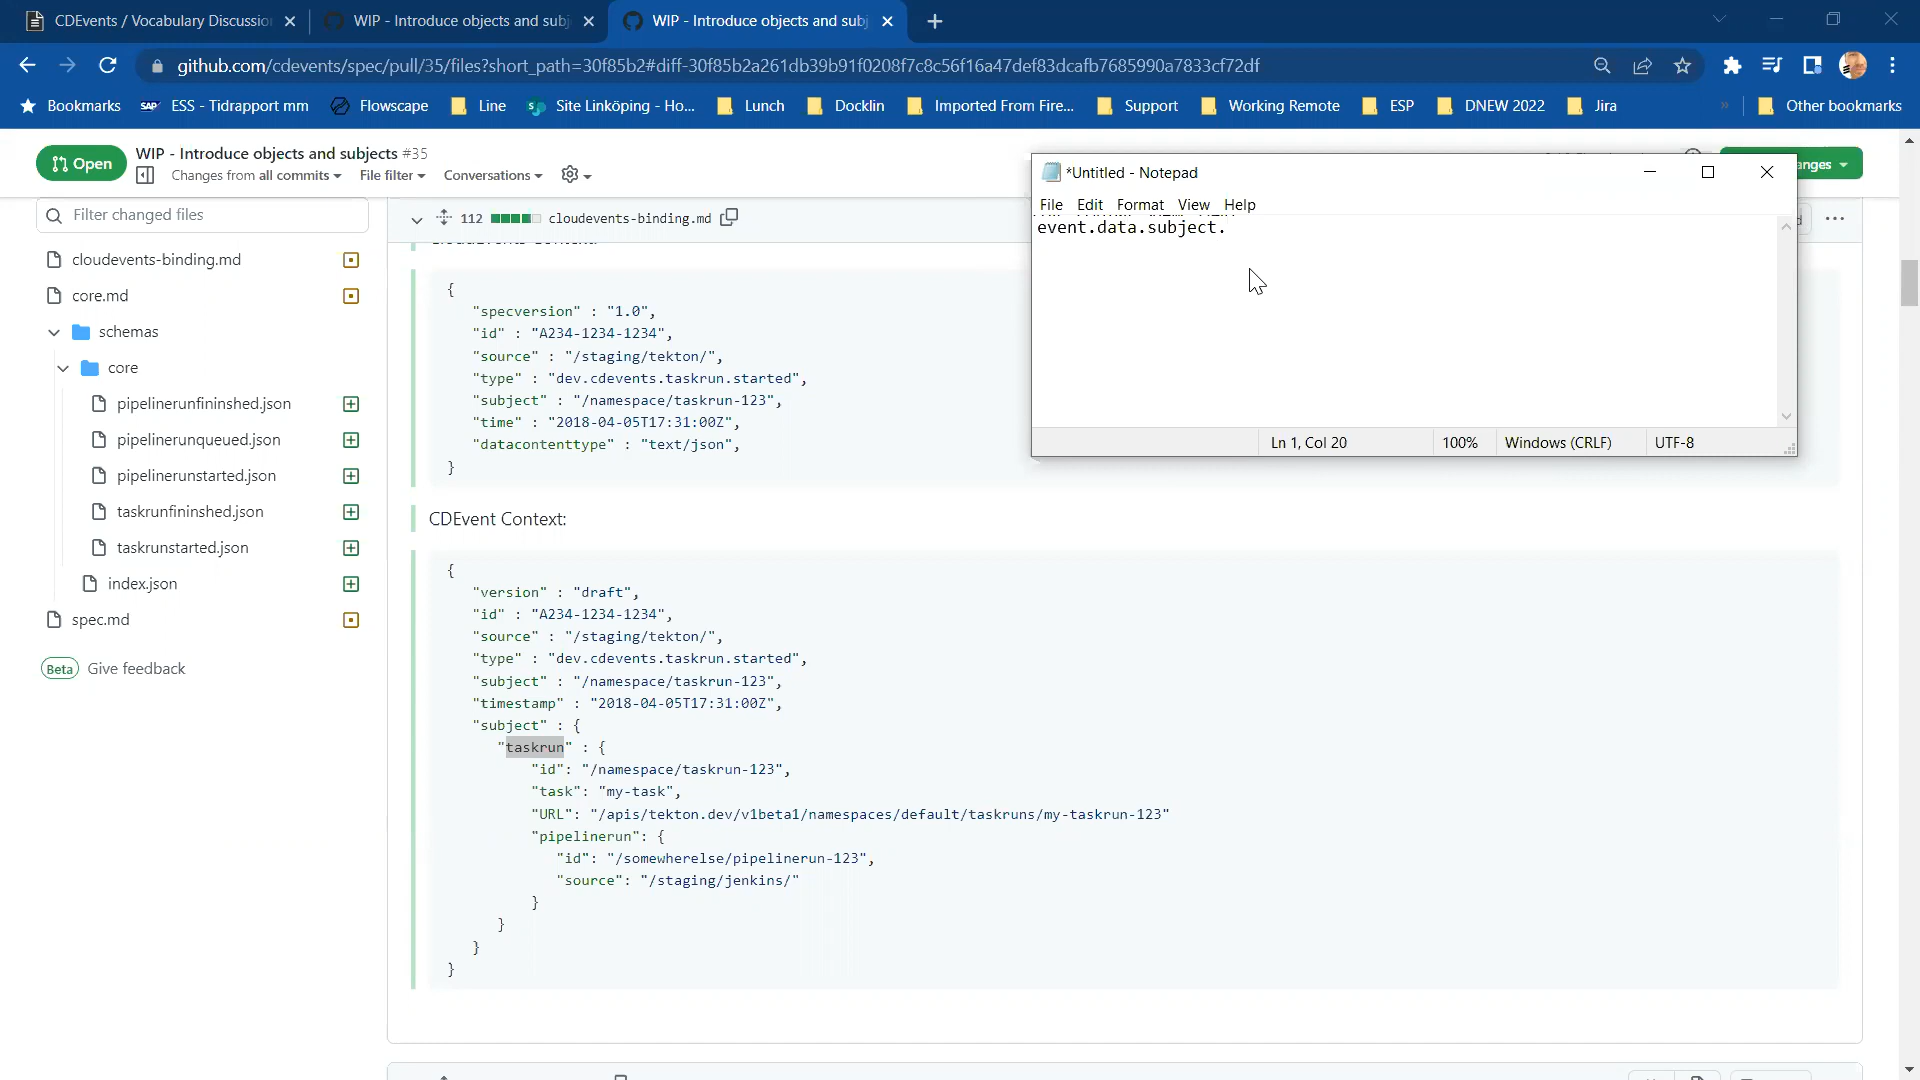 CDEvents / Vocabulary Discussio
WIP - Introduce objects and subj
WIP - Introduce objects and subj
github.com/cdevents/spec/pull/35/files?short_path=30f85b2#diff-30f85b2a261db39b91f0208f7c8c56f16a47def83dcafb7685990a7833cf72df
Bookmarks
SAP
ESS - Tidrapport mm
Flowscape
Line
Site Linköping - Ho...
Lunch
Docklin
Imported From Fire...
Support
Working Remote
ESP
DNEW 2022
Jira
»
Other bookmarks
Open
WIP - Introduce objects and subjects #35
Changes from all commits
File filter
Conversations
anges
Filter changed files
cloudevents-binding.md
core.md
schemas
core
pipelinerunfininshed.json
pipelinerunqueued.json
pipelinerunstarted.json
taskrunfininshed.json
taskrunstarted.json
index.json
spec.md
Beta Give feedback
112 cloudevents-binding.md
{
"specversion" : "1.0",
"id" : "A234-1234-1234",
"source" : "/staging/tekton/",
"type" : "dev.cdevents.taskrun.started",
"subject" : "/namespace/taskrun-123",
"time" : "2018-04-05T17:31:00Z",
"datacontenttype" : "text/json",
}
CDEvent Context:
{
"version" : "draft",
"id" : "A234-1234-1234",
"source" : "/staging/tekton/",
"type" : "dev.cdevents.taskrun.started",
"subject" : "/namespace/taskrun-123",
"timestamp" : "2018-04-05T17:31:00Z",
"subject" : {
"taskrun" : {
"id": "/namespace/taskrun-123",
"task": "my-task",
"URL": "/apis/tekton.dev/v1beta1/namespaces/default/taskruns/my-taskrun-123"
"pipelinerun": {
"id": "/somewherelse/pipelinerun-123",
"source": "/staging/jenkins/"
}
}
}
}
*Untitled - Notepad
File Edit Format View Help
event.data.subject.
Ln 1, Col 20
100%
Windows (CRLF)
UTF-8